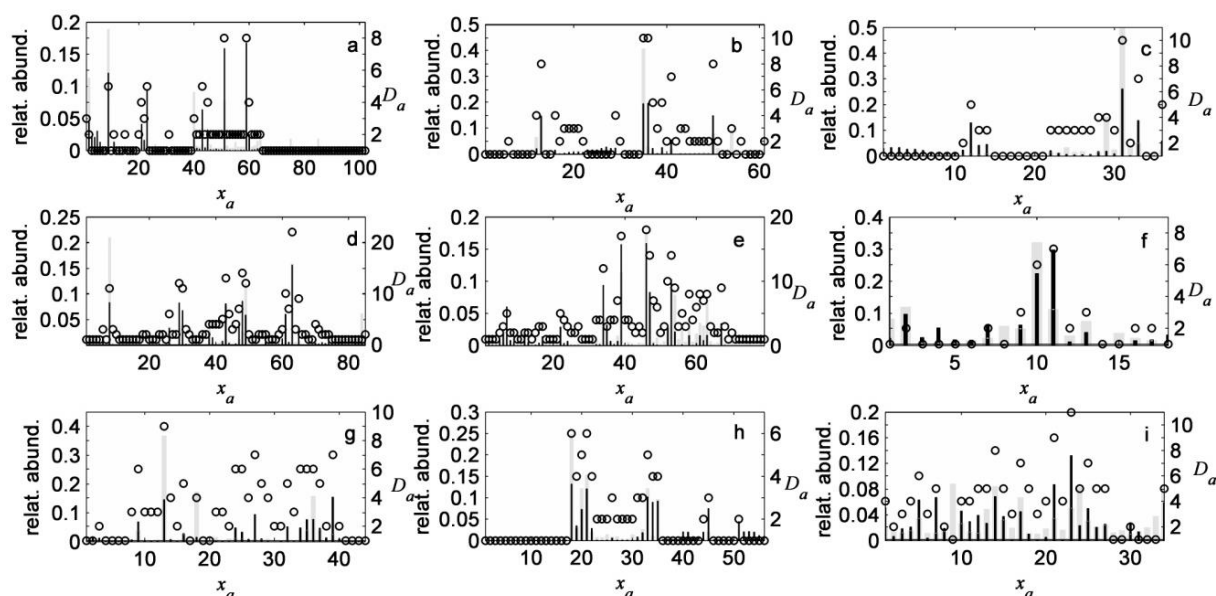 a
relat. abund.
0.2
0.15
0.1
0.05
0
8
6
4
2
D_a
0 20 40 60 80 100
x_a
b
relat. abund.
0.5
0.4
0.3
0.2
0.1
0
10
8
6
4
2
D_a
20 40 60
x_a
c
relat. abund.
0.5
0.4
0.3
0.2
0.1
0
10
8
6
4
2
D_a
0 10 20 30
x_a
d
relat. abund.
0.25
0.2
0.15
0.1
0.05
20
10
0
D_a
20 40 60 80
x_a
e
relat. abund.
0.2
0.15
0.1
0.05
0
20
10
0
D_a
20 40 60
x_a
f
relat. abund.
0.4
0.3
0.2
0.1
0
8
6
4
2
D_a
5 10 15
x_a
g
relat. abund.
0.4
0.3
0.2
0.1
0
10
8
6
4
2
D_a
10 20 30 40
x_a
h
relat. abund.
0.3
0.25
0.2
0.15
0.1
0.05
0
6
4
2
D_a
10 20 30 40 50
x_a
i
relat. abund.
0.2
0.16
0.12
0.08
0.04
0
10
8
6
4
2
D_a
10 20 30
x_a